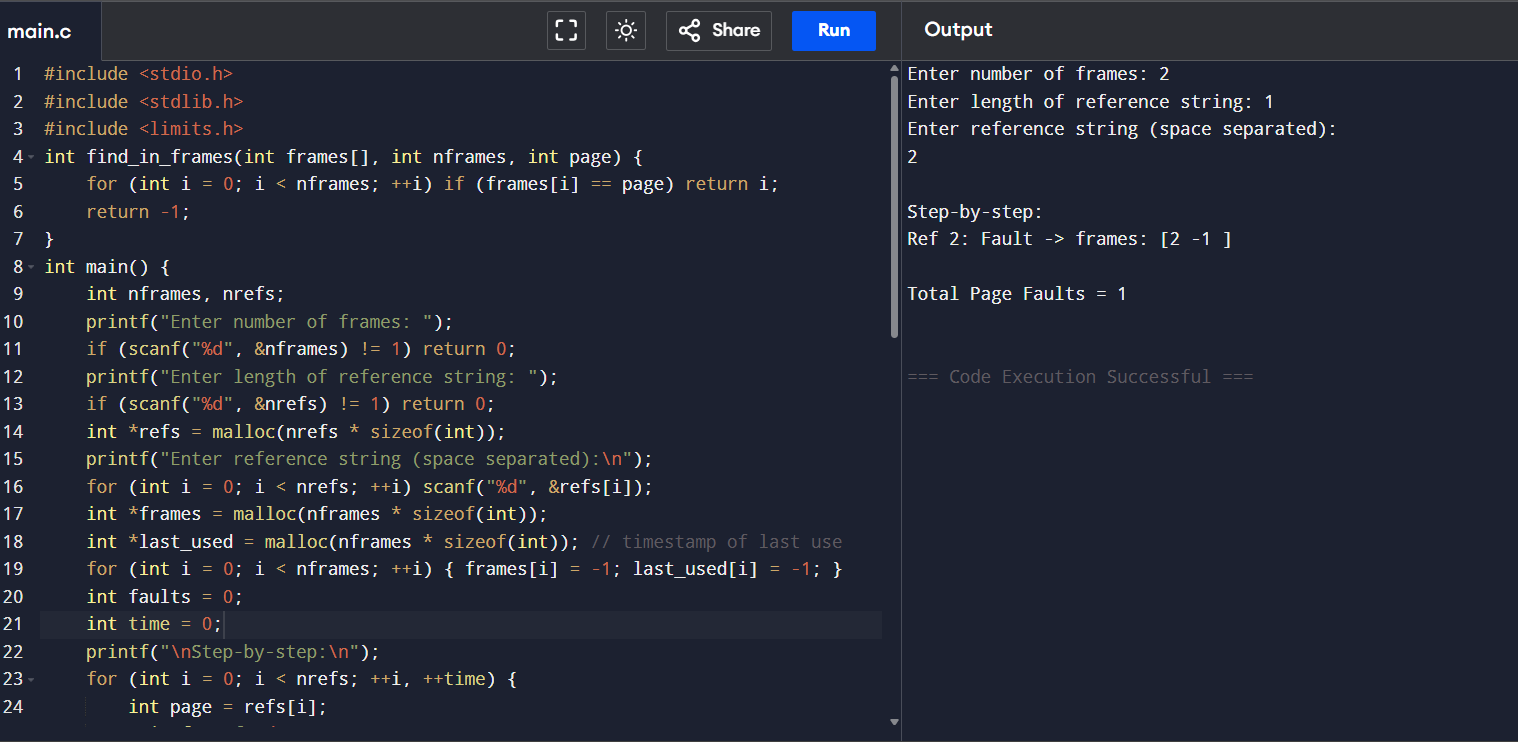 main.c
Share
Run
Output
1 #include <stdio.h>
2 #include <stdlib.h>
3 #include <limits.h>
4 int find_in_frames(int frames[], int nframes, int page) {
5     for (int i = 0; i < nframes; ++i) if (frames[i] == page) return i;
6     return -1;
7 }
8 int main() {
9     int nframes, nrefs;
10     printf("Enter number of frames: ");
11     if (scanf("%d", &nframes) != 1) return 0;
12     printf("Enter length of reference string: ");
13     if (scanf("%d", &nrefs) != 1) return 0;
14     int *refs = malloc(nrefs * sizeof(int));
15     printf("Enter reference string (space separated):\n");
16     for (int i = 0; i < nrefs; ++i) scanf("%d", &refs[i]);
17     int *frames = malloc(nframes * sizeof(int));
18     int *last_used = malloc(nframes * sizeof(int)); // timestamp of last use
19     for (int i = 0; i < nframes; ++i) { frames[i] = -1; last_used[i] = -1; }
20     int faults = 0;
21     int time = 0;
22     printf("\nStep-by-step:\n");
23     for (int i = 0; i < nrefs; ++i, ++time) {
24         int page = refs[i];
Enter number of frames: 2
Enter length of reference string: 1
Enter reference string (space separated):
2
Step-by-step:
Ref 2: Fault -> frames: [2 -1 ]
Total Page Faults = 1
=== Code Execution Successful ===